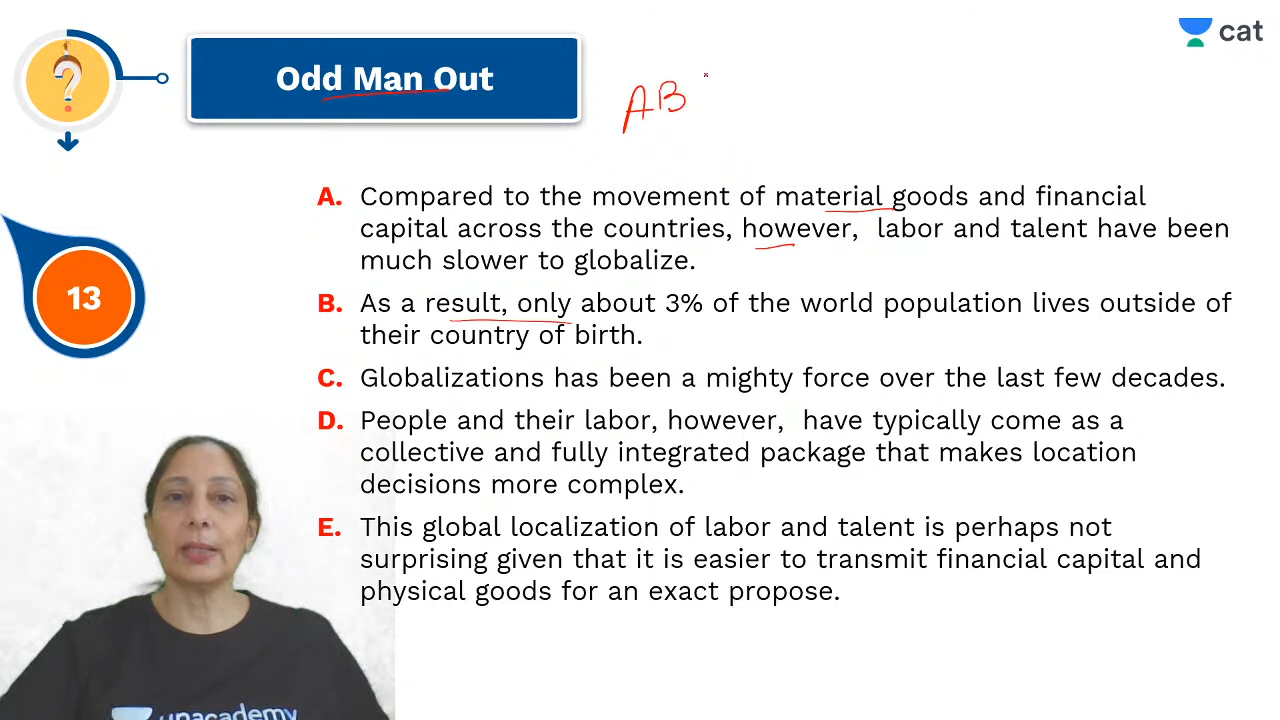 cat
Odd Man Out
AB
A. Compared to the movement of material goods and financial
capital across the countries, however, labor and talent have been
much slower to globalize.
13
B. As a result, only about 3% of the world population lives outside of
their country of birth.
C. Globalizations has been a mighty force over the last few decades.
D. People and their labor, however, have typically come as a
collective and fully integrated package that makes location
decisions more complex.
E. This global localization of labor and talent is perhaps not
surprising given that it is easier to transmit financial capital and
physical goods for an exact propose.
unacademy